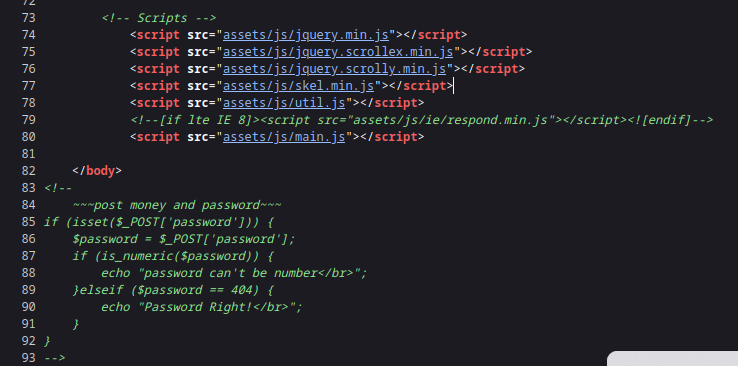 72
73 <!-- Scripts -->
74 <script src="assets/js/jquery.min.js"></script>
75 <script src="assets/js/jquery.scrollex.min.js"></script>
76 <script src="assets/js/jquery.scrolly.min.js"></script>
77 <script src="assets/js/skel.min.js"></script>
78 <script src="assets/js/util.js"></script>
79 <!--[if lte IE 8]><script src="assets/js/ie/respond.min.js"></script><![endif]-->
80 <script src="assets/js/main.js"></script>
81
82 </body>
83 <!--
84 ~~~post money and password~~~
85 if (isset($_POST['password'])) {
86 $password = $_POST['password'];
87 if (is_numeric($password)) {
88 echo "password can't be number</br>";
89 }elseif ($password == 404) {
90 echo "Password Right!</br>";
91 }
92 }
93 -->